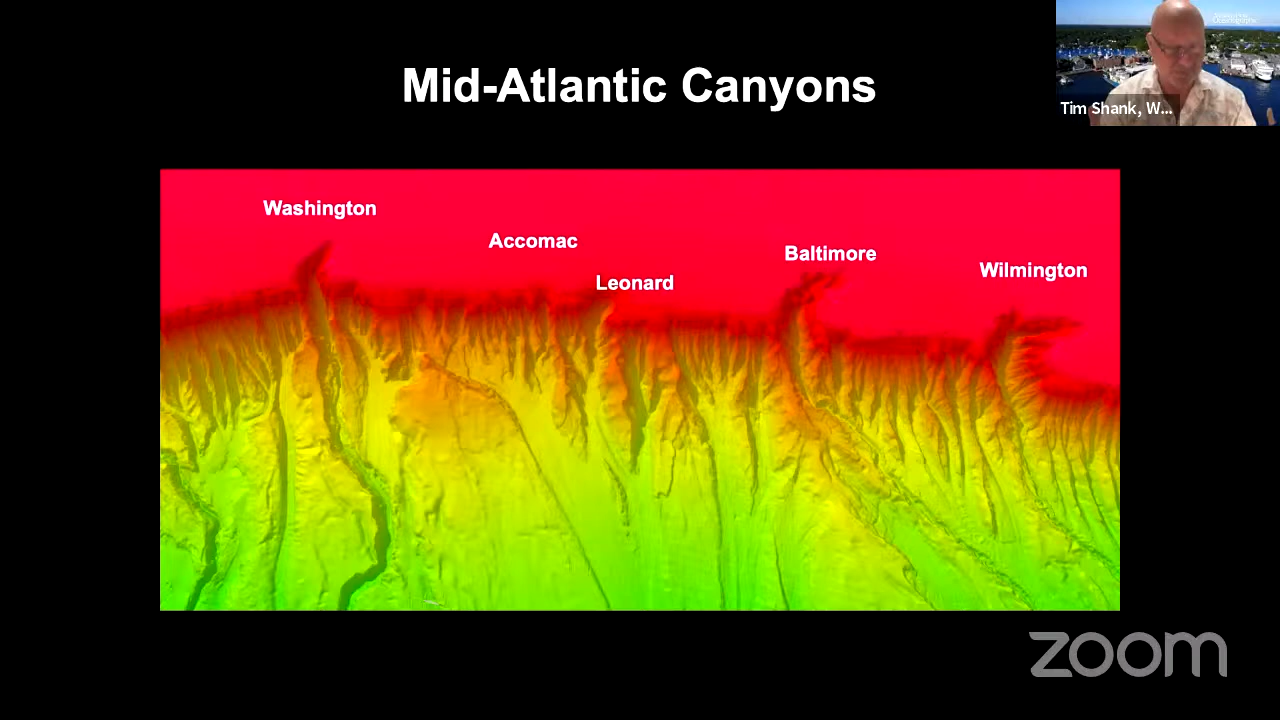 Mid-Atlantic Canyons
Tim Shank, W...
Washington
Accomac
Baltimore
Wilmington
Leonard
zoom